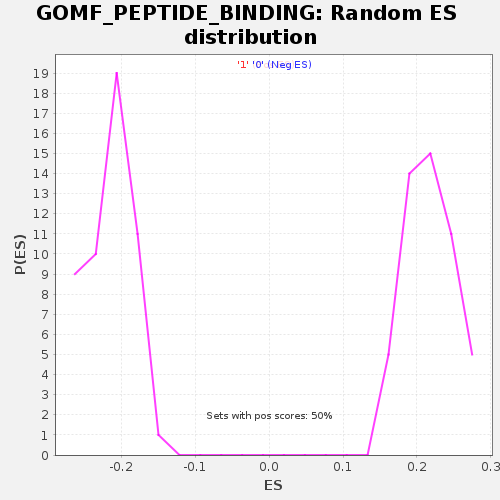 GOMF_PEPTIDE_BINDING: Random ES
distribution
'1' '0' (Neg ES)
19
18
17
16
15
14
13
12
11
10
9
8
7
6
5
4
3
2
1
0
P(ES)
Sets with pos scores: 50%
-0.2 -0.1 0.0 0.1 0.2 0.3
ES